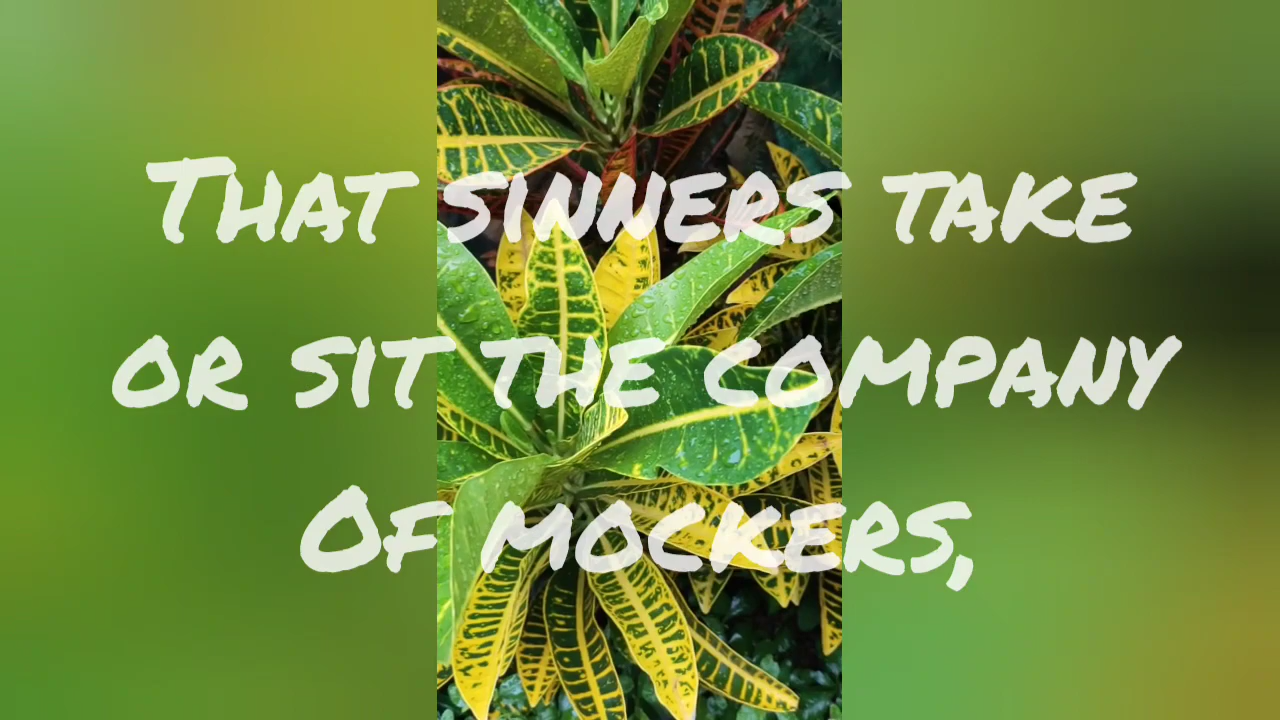 That sinners take
or sit the company
Of mockers,